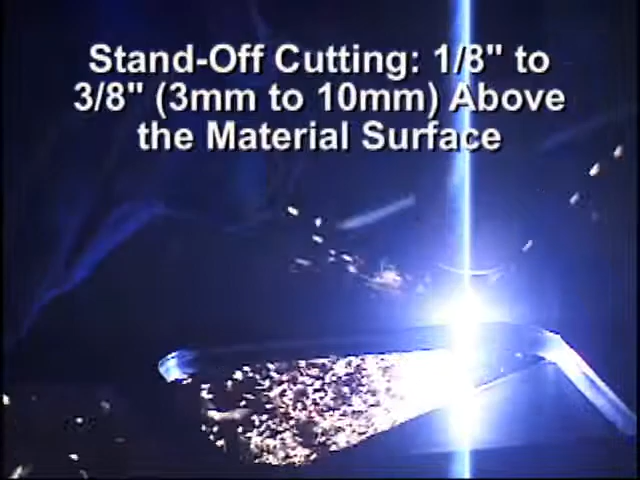 Stand-Off Cutting: 1/8" to
3/8" (3mm to 10mm) Above
the Material Surface